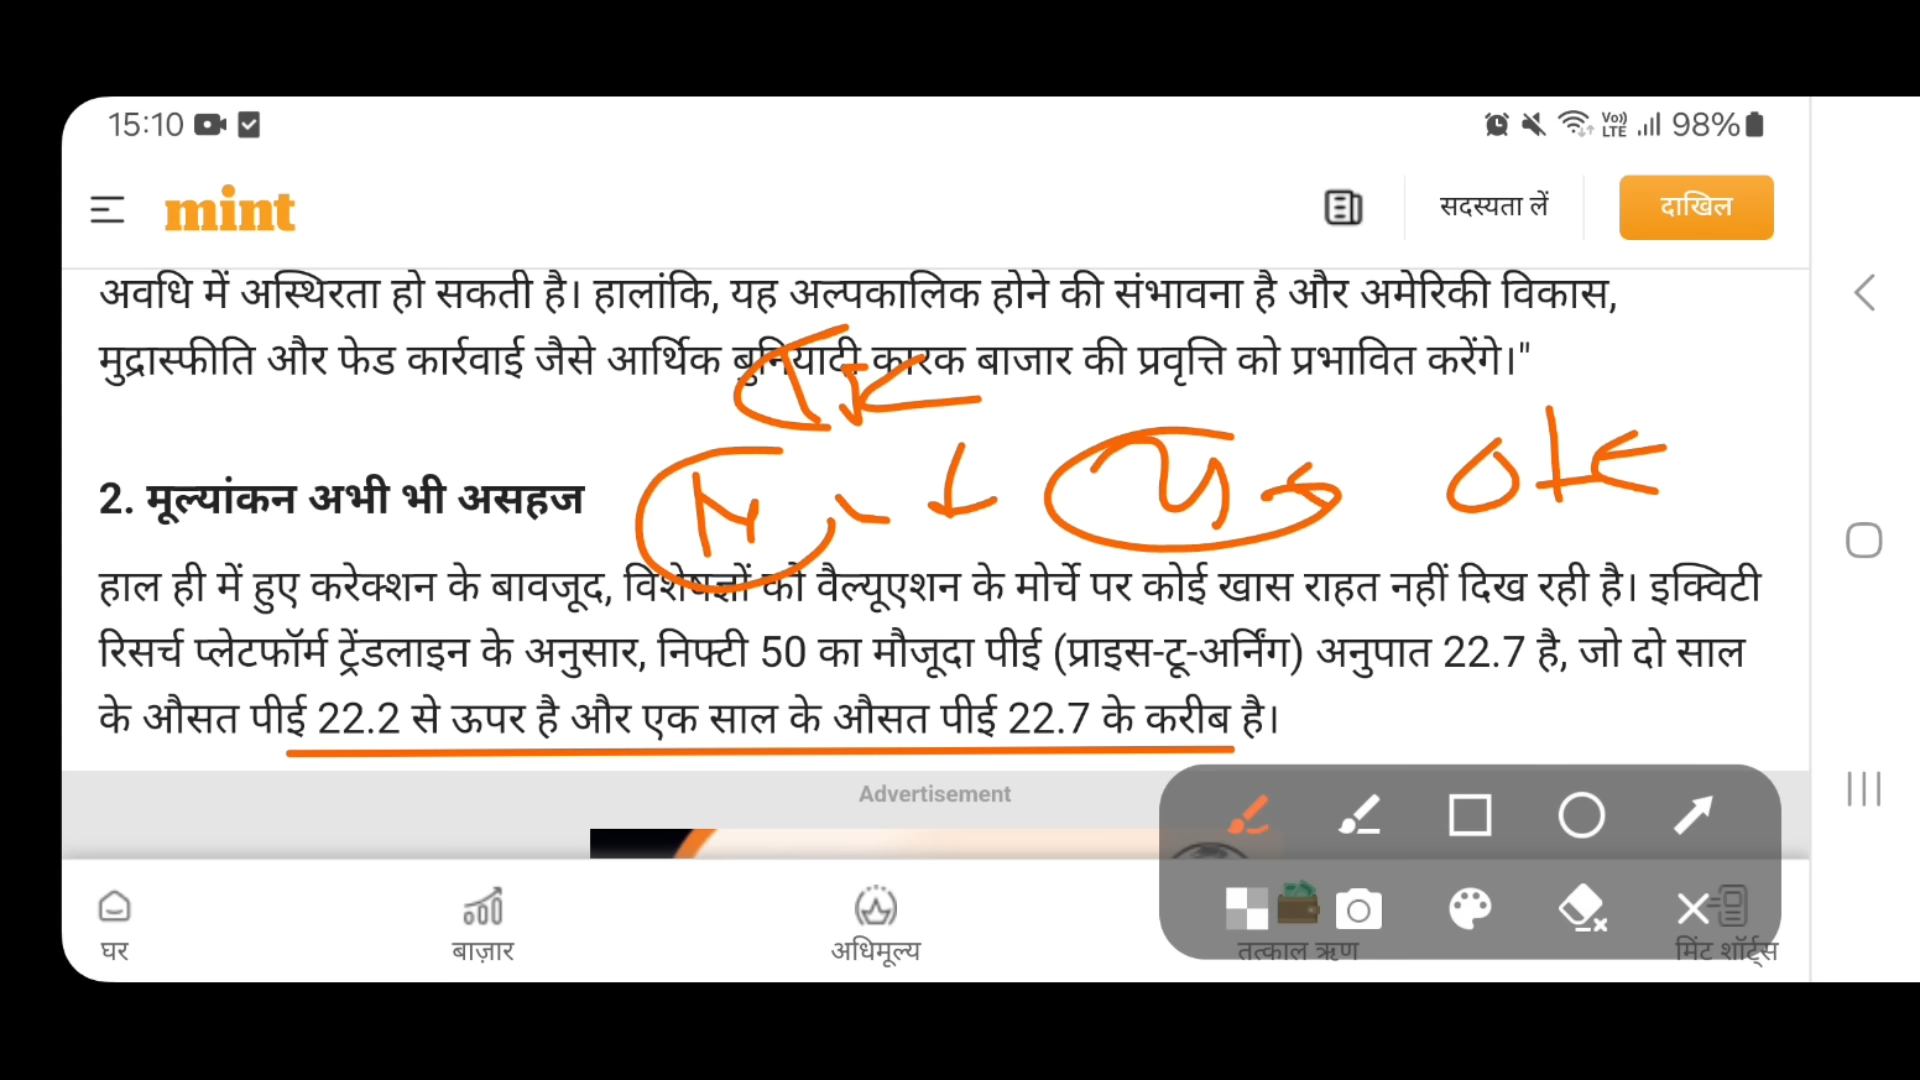 15:10 98%
mint सदस्यता लें दाखिल
अवधि में अस्थिरता हो सकती है। हालांकि, यह अल्पकालिक होने की संभावना है और अमेरिकी विकास,
मुद्रास्फीति और फेड कार्रवाई जैसे आर्थिक बुनियादी कारक बाजार की प्रवृत्ति को प्रभावित करेंगे।"
2. मूल्यांकन अभी भी असहज
हाल ही में हुए करेक्शन के बावजूद, विशेषज्ञों को वैल्यूएशन के मोर्चे पर कोई खास राहत नहीं दिख रही है। इक्विटी
रिसर्च प्लेटफॉर्म ट्रेंडलाइन के अनुसार, निफ्टी 50 का मौजूदा पीई (प्राइस-टू-अर्निंग) अनुपात 22.7 है, जो दो साल
के औसत पीई 22.2 से ऊपर है और एक साल के औसत पीई 22.7 के करीब है।
Advertisement
घर बाज़ार अधिमूल्य तत्काल ऋण मिंट शॉर्ट्स